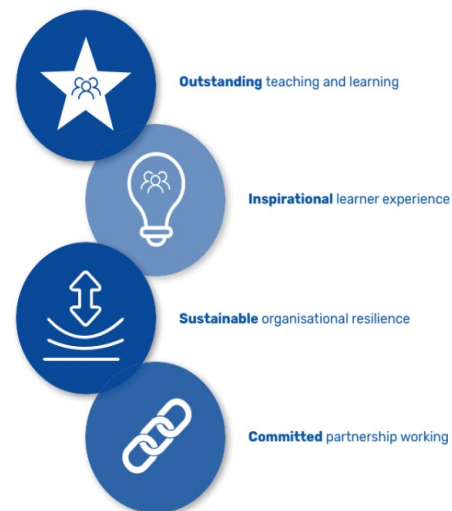 Outstanding teaching and learning
Inspirational learner experience
Sustainable organisational resilience
Committed partnership working